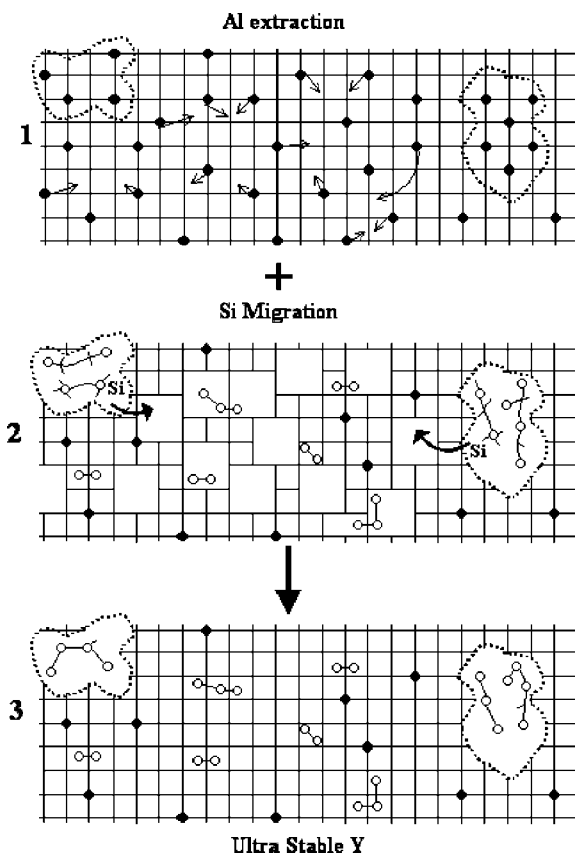 Al extraction
1
+
Si Migration
Si
2
Si
3
Ultra Stable Y